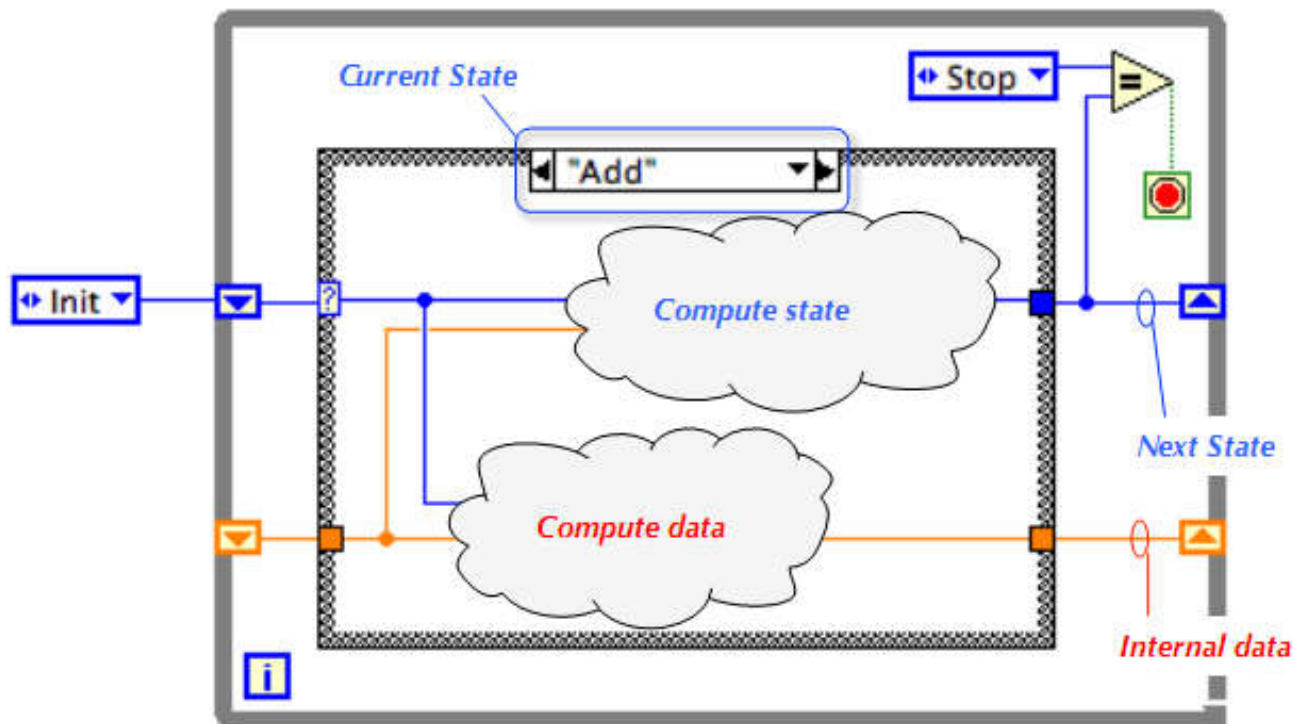 Current State
Stop
=
"Add"
Init
?
Compute state
Next State
Compute data
Internal data
i